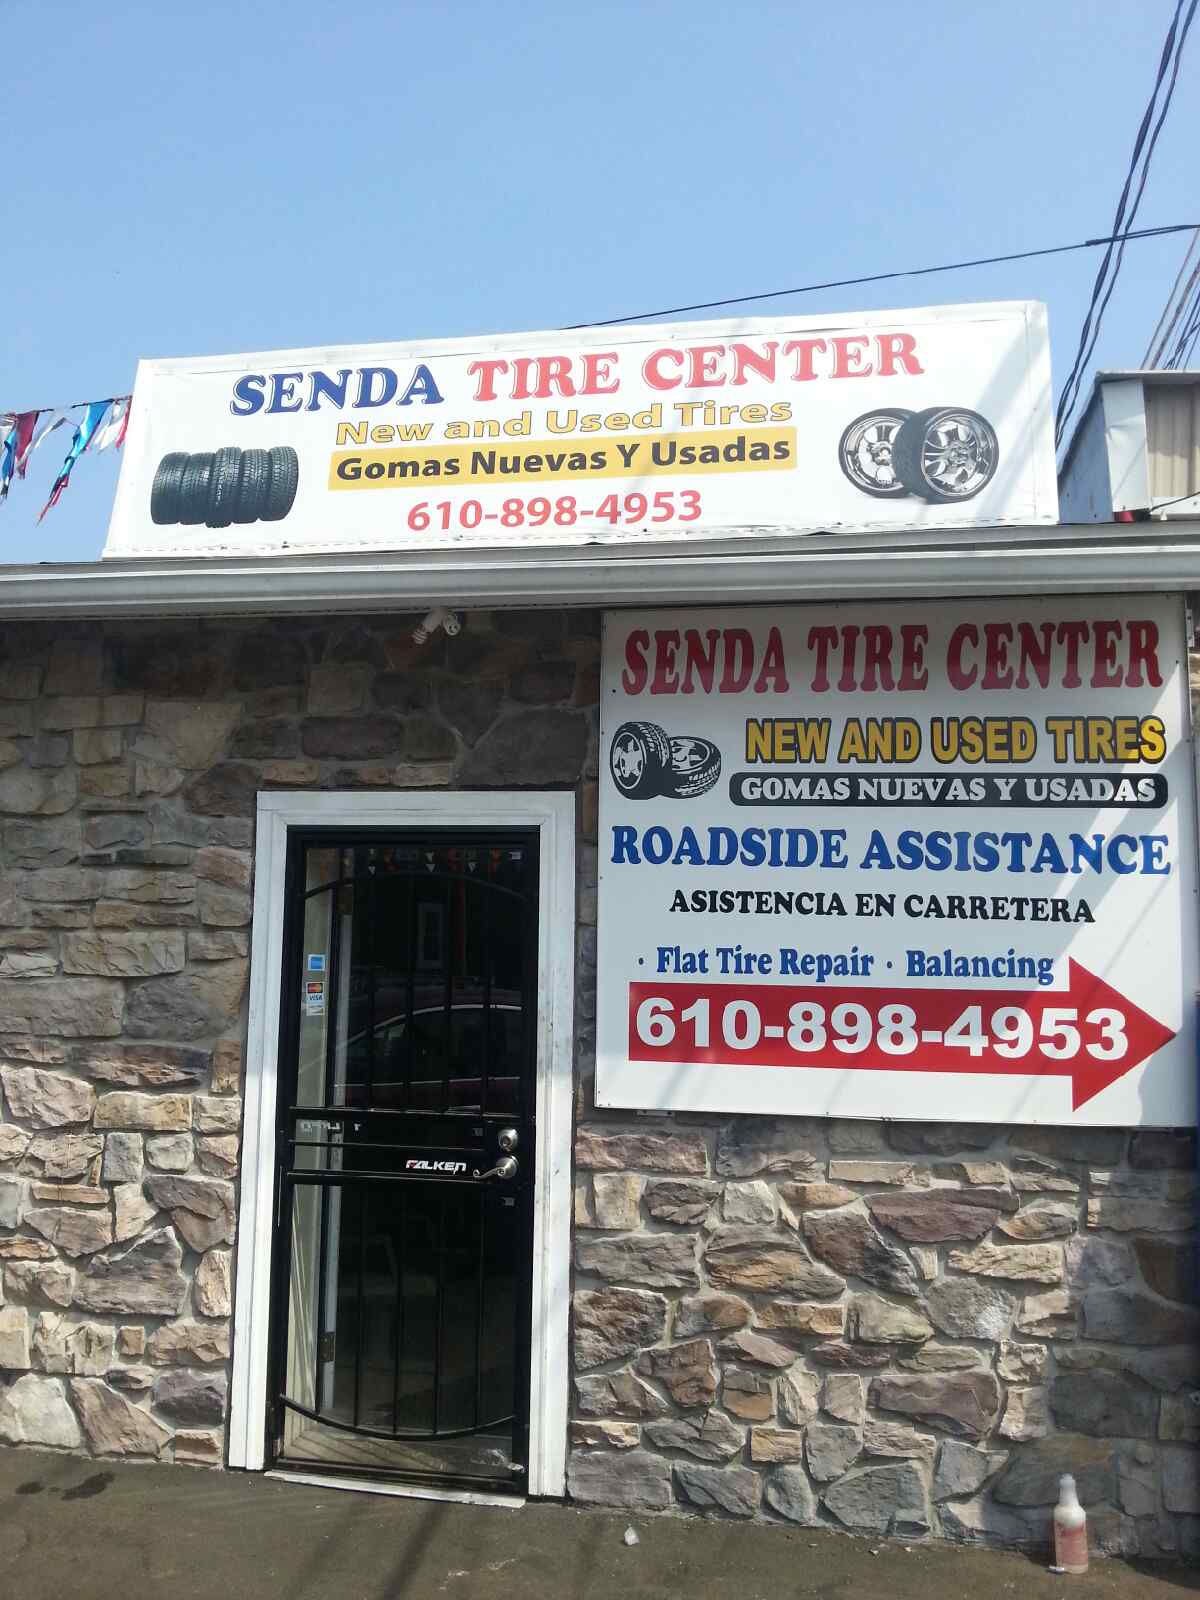 SENDA TIRE CENTER
New and Used Tires
Gomas Nuevas Y Usadas
610-898-4953
SENDA TIRE CENTER
NEW AND USED TIRES
GOMAS NUEVAS Y USADAS
ROADSIDE ASSISTANCE
ASISTENCIA EN CARRETERA
· Flat Tire Repair · Balancing
610-898-4953
VISA
FALKEN